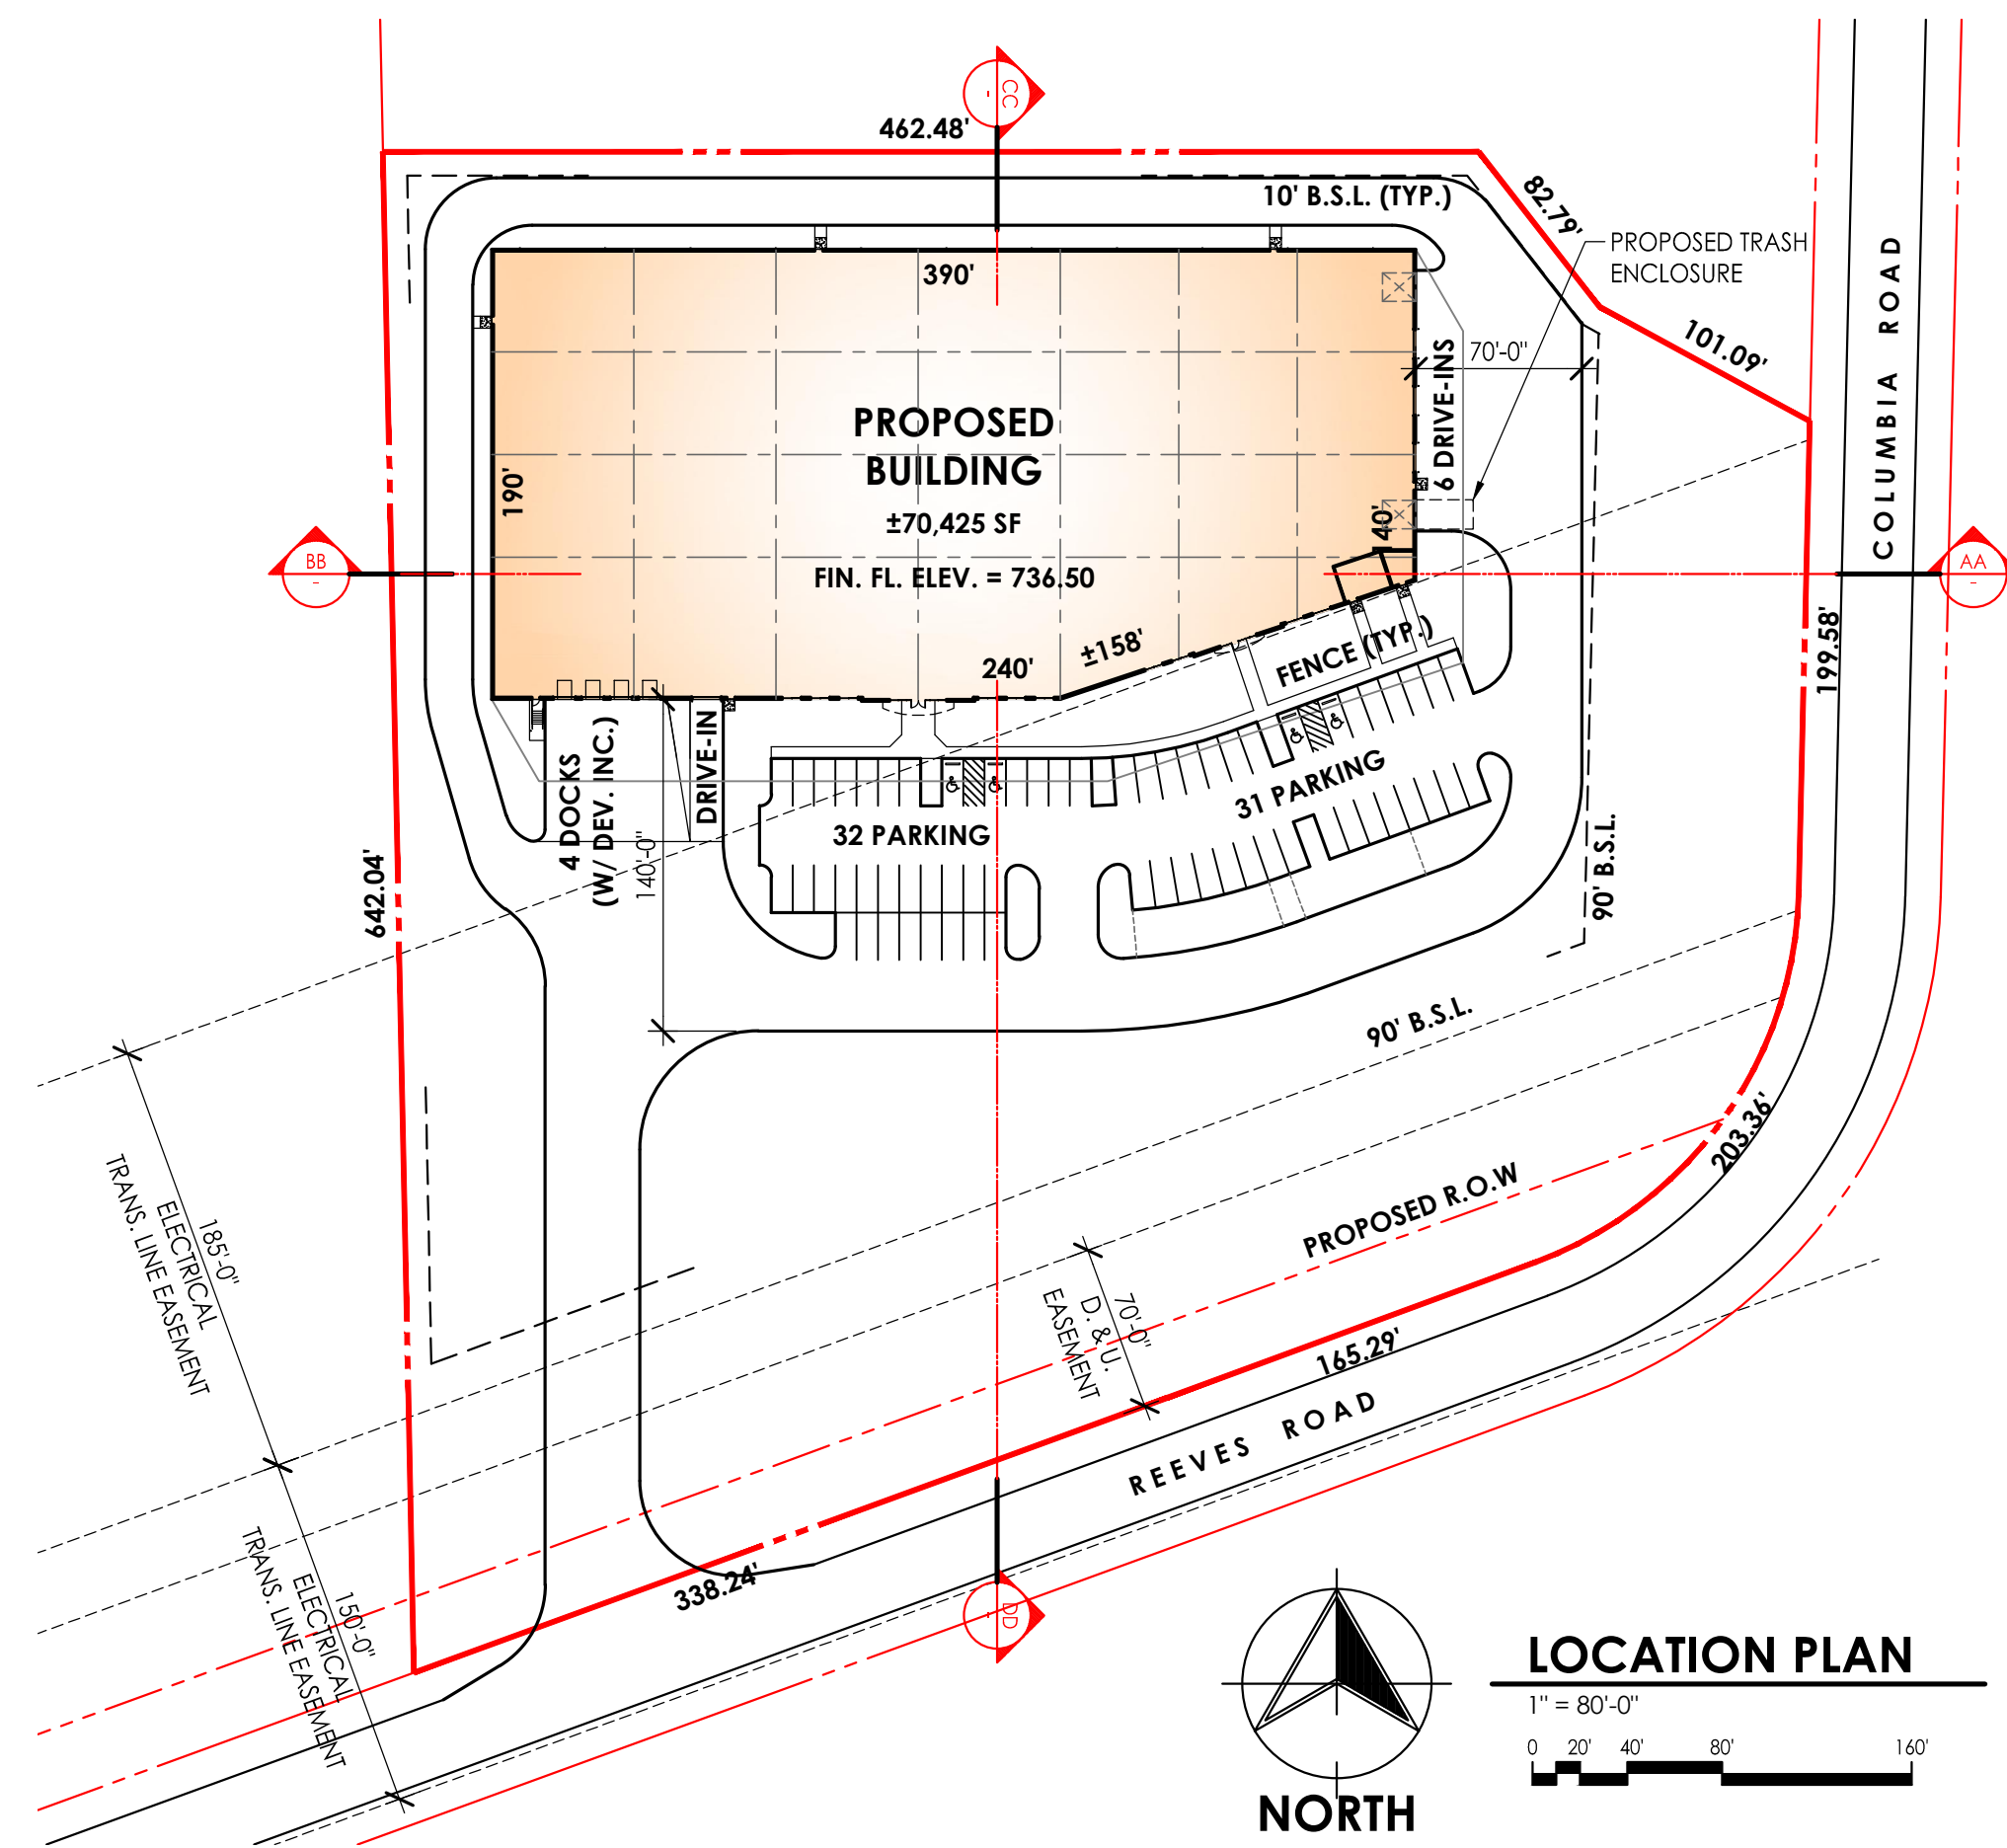 CC
-
462.48'
10' B.S.L. (TYP.)
82.79'
PROPOSED TRASH
ENCLOSURE
390'
101.09'
COLUMBIA ROAD
70'-0"
6 DRIVE-INS
PROPOSED
BUILDING
±70,425 SF
FIN. FL. ELEV. = 736.50
190'
40'
BB
-
AA
-
199.58'
240'
±158'
FENCE (TYP.)
4 DOCKS
(W/ DEV. INC.)
DRIVE-IN
140'-0"
32 PARKING
31 PARKING
642.04'
90' B.S.L.
90' B.S.L.
203.36'
PROPOSED R.O.W
185'-0"
ELECTRICAL
TRANS. LINE EASEMENT
70'-0"
D. & U.
EASEMENT
165.29'
REEVES ROAD
338.24'
150'-0"
ELECTRICAL
TRANS. LINE EASEMENT
DD
-
NORTH
LOCATION PLAN
1" = 80'-0"
0 20' 40' 80' 160'